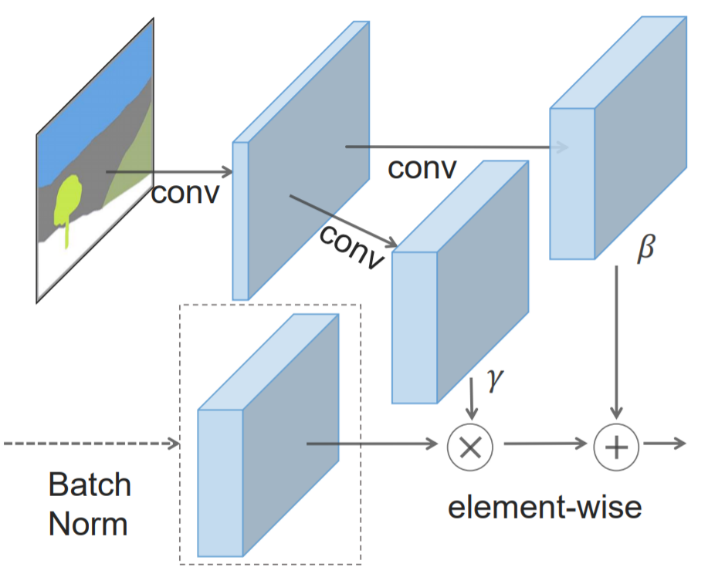 conv
conv
conv
β
γ
Batch
Norm
element-wise